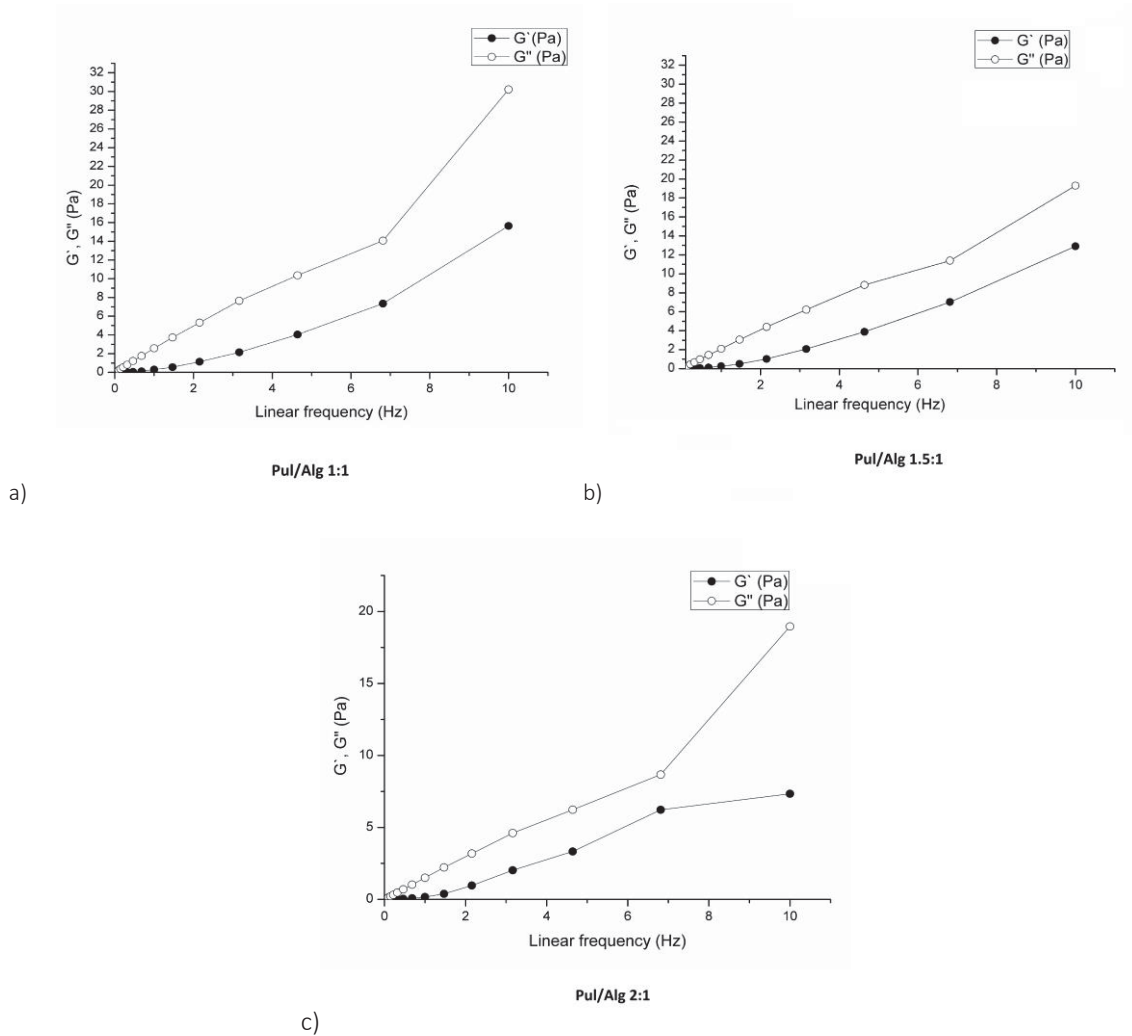 G`(Pa)
G" (Pa)
32
30
28
26
24
22
20
18
16
14
12
10
8
6
4
2
0
G`, G" (Pa)
0 2 4 6 8 10
Linear frequency (Hz)
Pul/Alg 1:1
a)
G` (Pa)
G" (Pa)
32
30
28
26
24
22
20
18
16
14
12
10
8
6
4
2
0
G`, G" (Pa)
2 4 6 8 10
Linear frequency (Hz)
Pul/Alg 1.5:1
b)
G` (Pa)
G" (Pa)
20
15
10
5
0
G`, G" (Pa)
0 2 4 6 8 10
Linear frequency (Hz)
Pul/Alg 2:1
c)